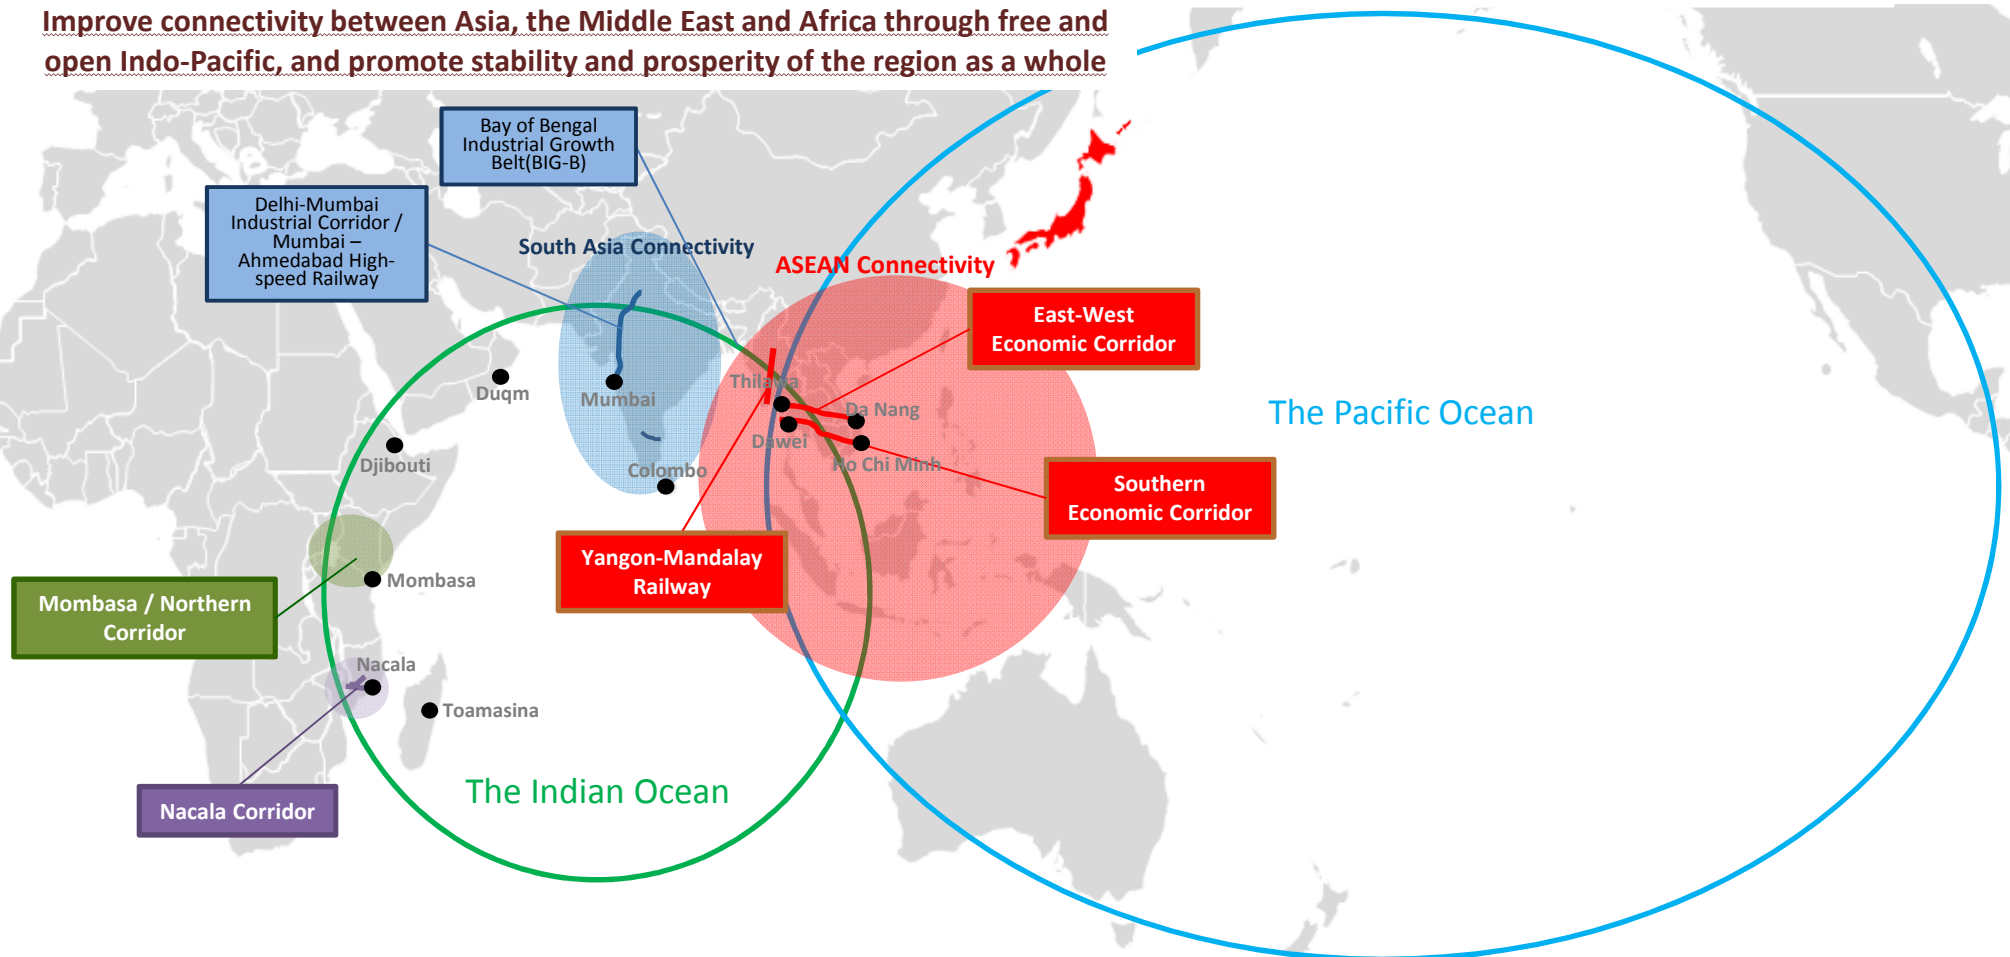 Improve connectivity between Asia, the Middle East and Africa through free and
open Indo-Pacific, and promote stability and prosperity of the region as a whole
Bay of Bengal
Industrial Growth
Belt(BIG-B)
Delhi-Mumbai
Industrial Corridor /
Mumbai –
Ahmedabad High-
speed Railway
South Asia Connectivity
ASEAN Connectivity
East-West
Economic Corridor
Duqm
Mumbai
Thilawa
Da Nang
The Pacific Ocean
Djibouti
Colombo
Dawei
Ho Chi Minh
Southern
Economic Corridor
Yangon-Mandalay
Railway
Mombasa
Mombasa / Northern
Corridor
Nacala
Toamasina
The Indian Ocean
Nacala Corridor